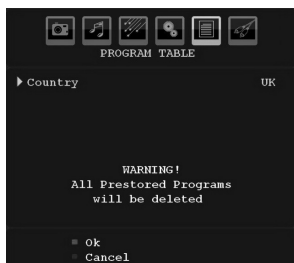 PROGRAM TABLE
Country UK
WARNING!
All Prestored Programs
will be deleted
Ok
Cancel